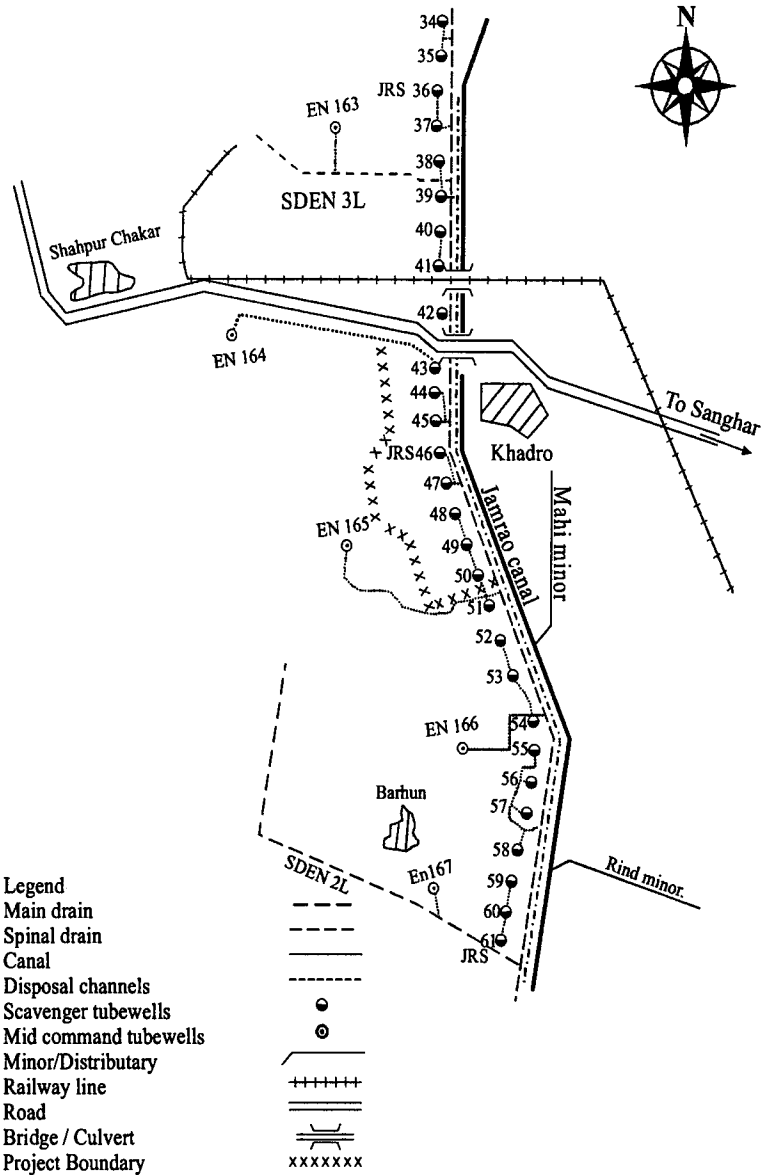 N
34
35
JRS 36
EN 163
37
38
SDEN 3L
39
40
Shahpur Chakar
41
42
EN 164
43
44
To Sanghar
45
Khadro
JRS46
47
Jamrao canal
Mahi minor
48
EN 165
49
50
51
52
53
54
EN 166
55
56
Barhun
57
58
SDEN 2L
En167
59
Rind minor.
60
61
JRS
Legend
Main drain
Spinal drain
Canal
Disposal channels
Scavenger tubewells
Mid command tubewells
Minor/Distributary
Railway line
Road
Bridge / Culvert
Project Boundary